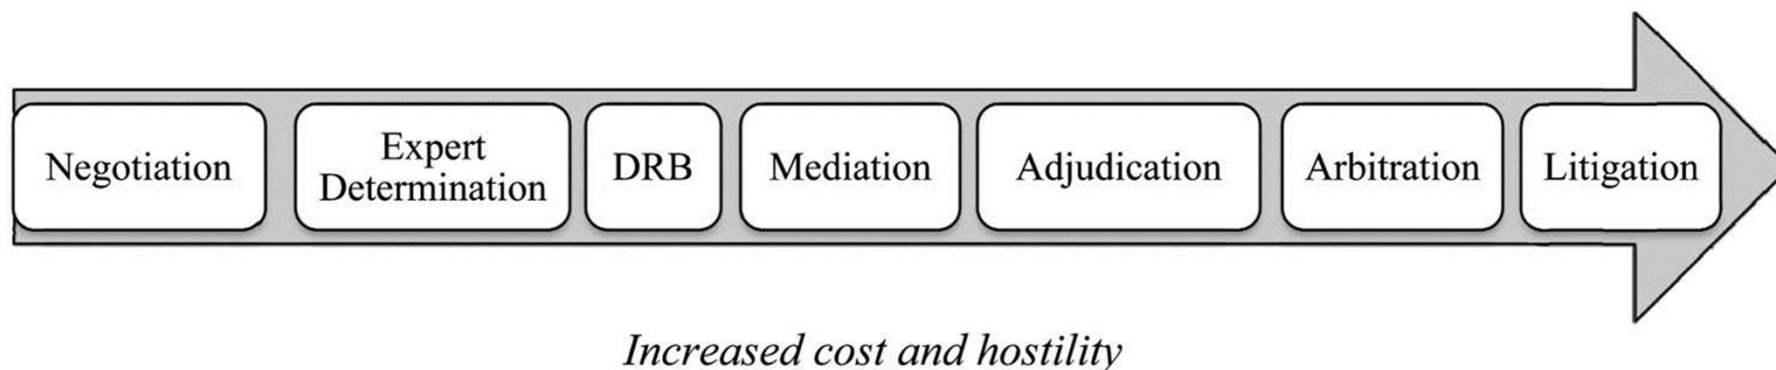 Negotiation
Expert
Determination
DRB
Mediation
Adjudication
Arbitration
Litigation
Increased cost and hostility